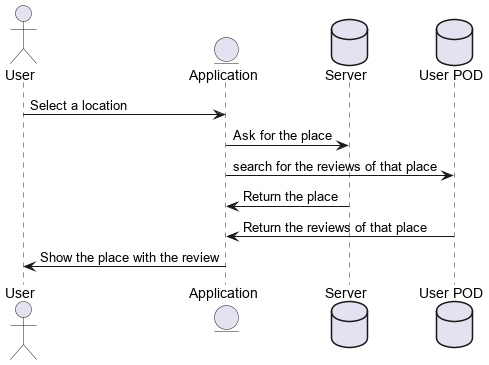 User
Application
Server
User POD
Select a location
Ask for the place
search for the reviews of that place
Return the place
Return the reviews of that place
Show the place with the review
User
Application
Server
User POD